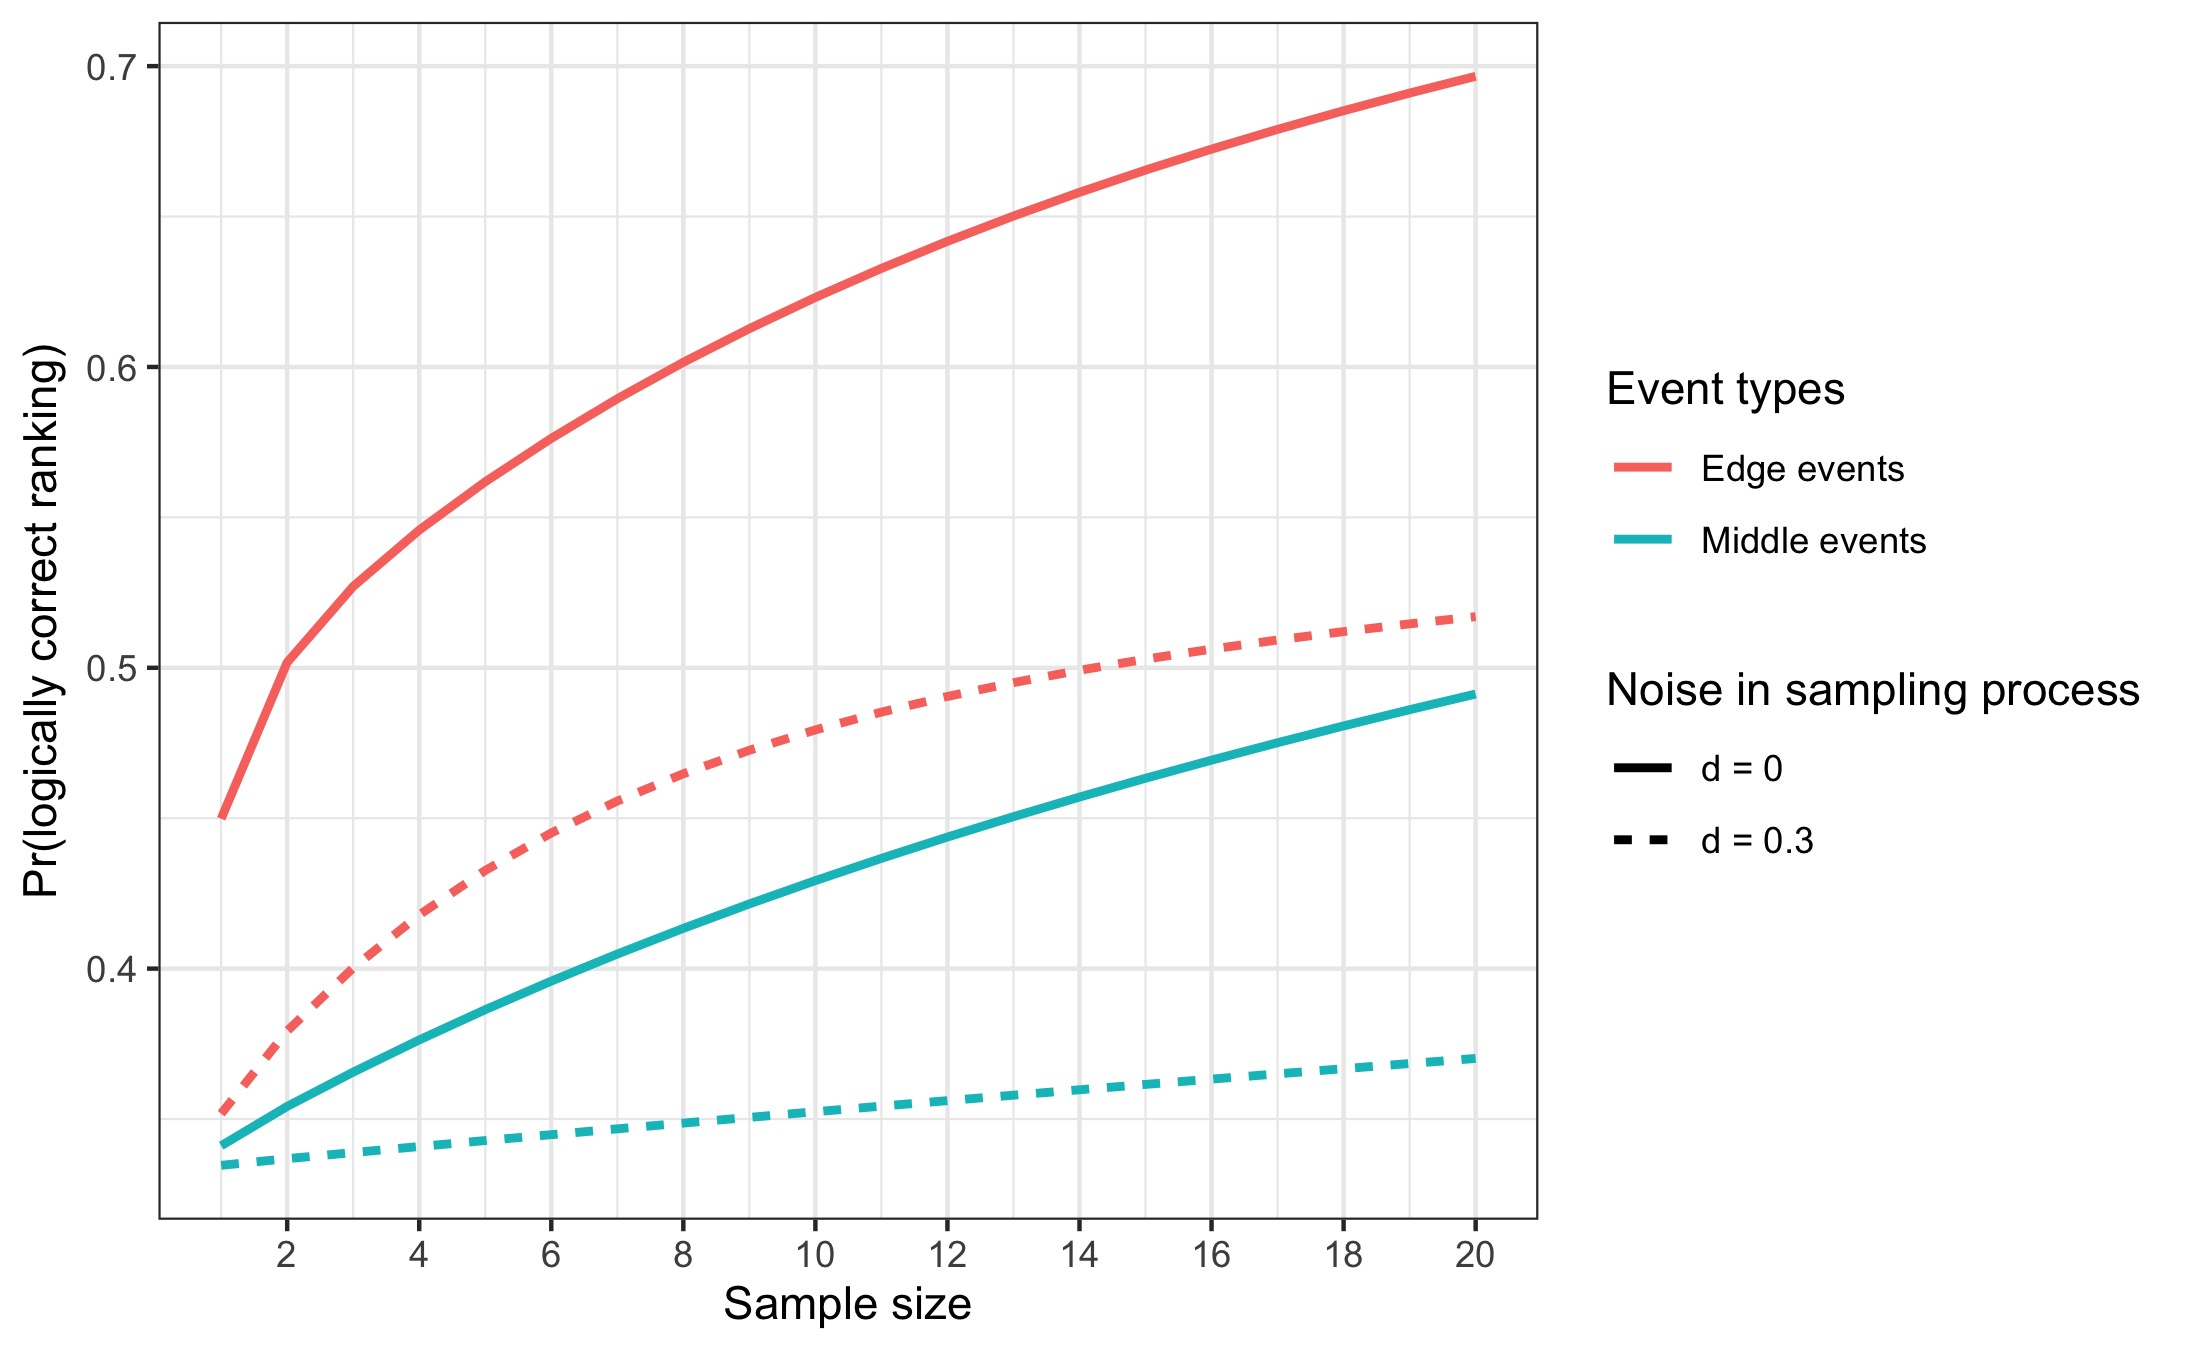 Pr(logically correct ranking)
0.7
0.6
0.5
0.4
2 4 6 8 10 12 14 16 18 20
Sample size
Event types
Edge events
Middle events
Noise in sampling process
d = 0
d = 0.3